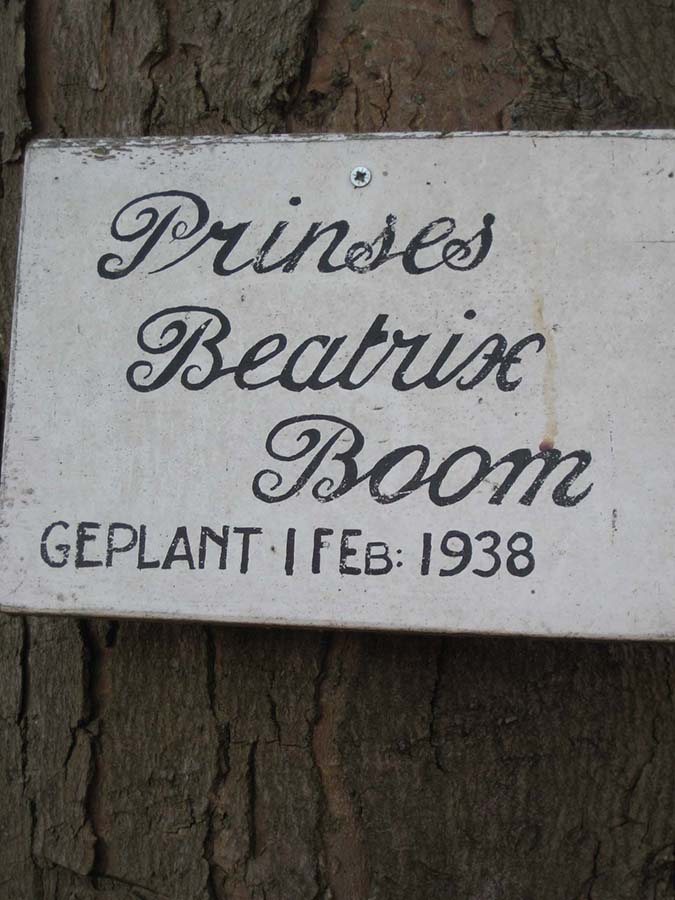 Prinses
Beatrix
Boom
GEPLANT 1 FEB: 1938